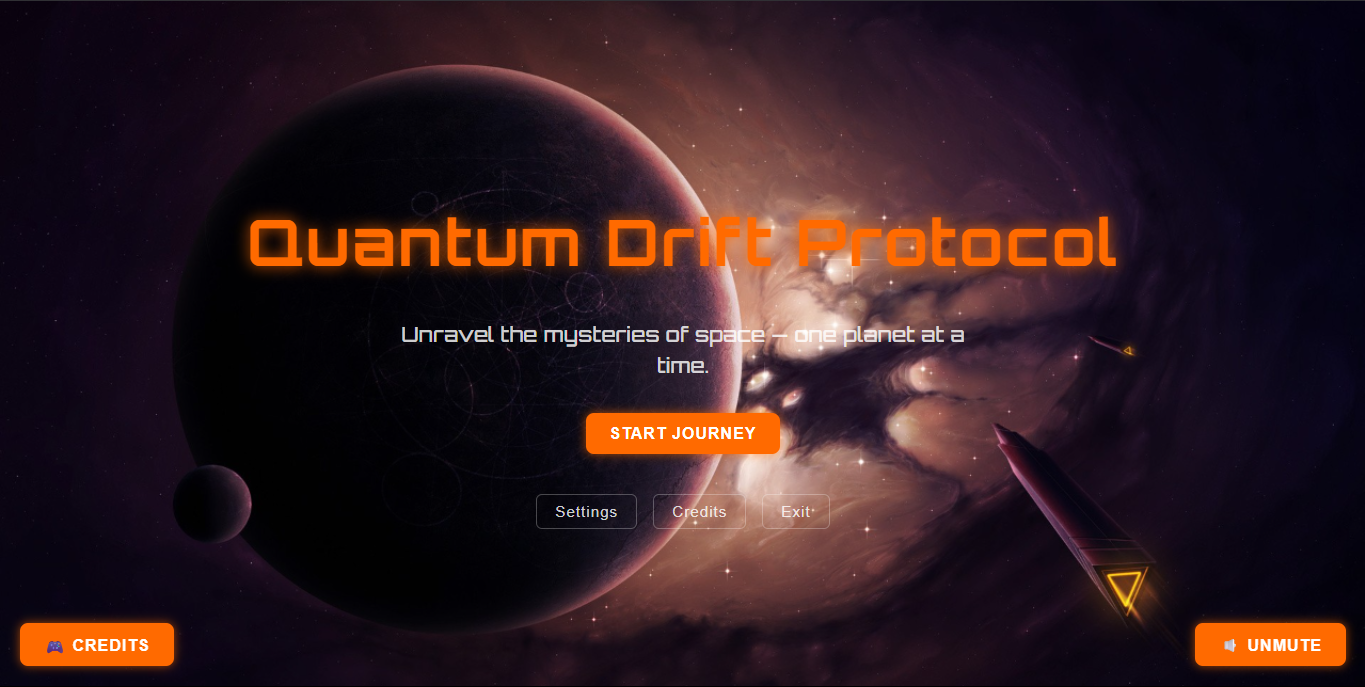 Quantum Drift Protocol
Unravel the mysteries of space — one planet at a
time.
START JOURNEY
Settings Credits Exit
CREDITS UNMUTE